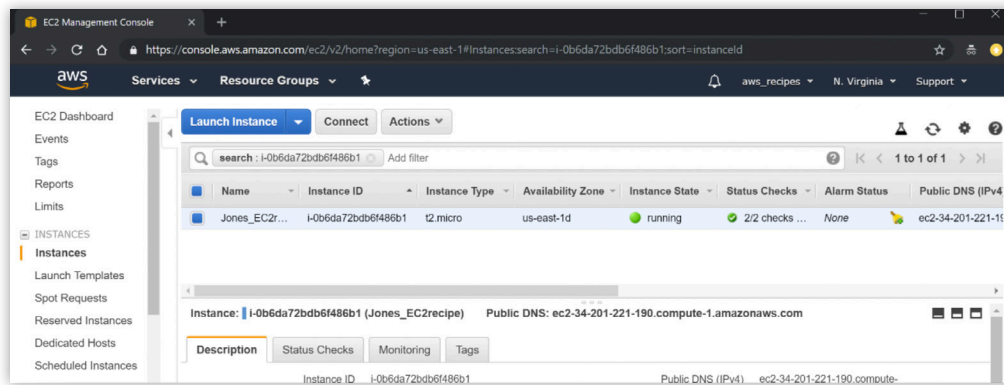 EC2 Management Console
https://console.aws.amazon.com/ec2/v2/home?region=us-east-1#Instances:search=i-0b6da72bdb6f486b1;sort=instanceId
aws Services Resource Groups aws_recipes N. Virginia Support
EC2 Dashboard
Events
Tags
Reports
Limits
INSTANCES
Instances
Launch Templates
Spot Requests
Reserved Instances
Dedicated Hosts
Scheduled Instances
Launch Instance Connect Actions
search : i-0b6da72bdb6f486b1 Add filter 1 to 1 of 1
Name Instance ID Instance Type Availability Zone Instance State Status Checks Alarm Status Public DNS (IPv4
Jones_EC2r... i-0b6da72bdb6f486b1 t2.micro us-east-1d running 2/2 checks ... None ec2-34-201-221-19
Instance: i-0b6da72bdb6f486b1 (Jones_EC2recipe) Public DNS: ec2-34-201-221-190.compute-1.amazonaws.com
Description Status Checks Monitoring Tags
Instance ID i-0b6da72bdb6f486b1 Public DNS (IPv4) ec2-34-201-221-190.compute-